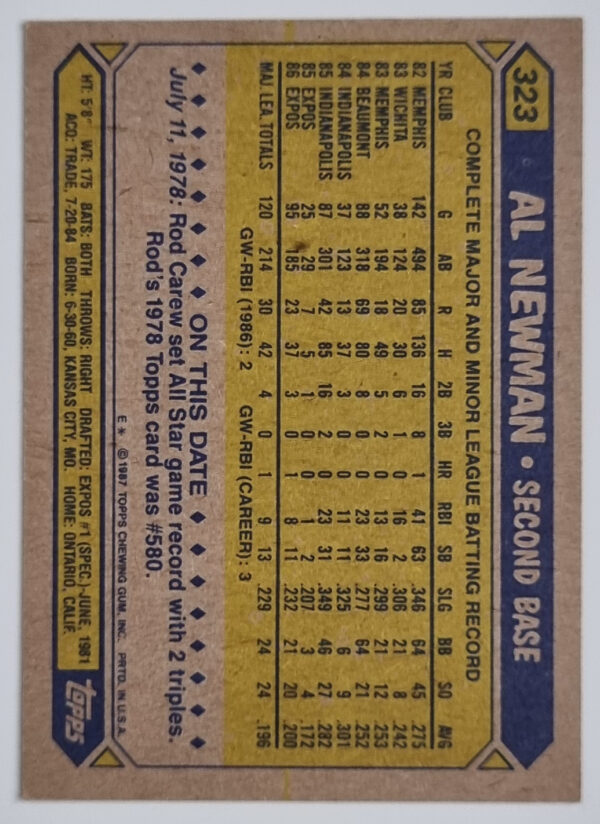 323 AL NEWMAN • SECOND BASE
COMPLETE MAJOR AND MINOR LEAGUE BATTING RECORD
YR CLUB G AB R H 2B 3B HR RBI SB SLG BB SO AVG
82 MEMPHIS 142 494 85 136 16 8 1 41 63 .346 64 45 .275
83 WICHITA 38 124 20 30 6 1 0 16 2 .306 21 8 .242
83 MEMPHIS 52 194 18 49 5 2 0 13 16 .299 21 12 .253
84 BEAUMONT 88 318 69 80 8 0 0 23 33 .277 64 21 .252
84 INDIANAPOLIS 37 123 13 37 3 0 0 11 11 .325 6 9 .301
85 INDIANAPOLIS 87 301 42 85 16 2 0 23 31 .349 46 27 .282
85 EXPOS 25 29 7 5 1 0 0 1 2 .207 3 4 .172
86 EXPOS 95 185 23 37 3 0 1 8 11 .232 21 20 .200
MAJ. LEA. TOTALS 120 214 30 42 4 0 1 9 13 .229 24 24 .196
GW-RBI (1986): 2 GW-RBI (CAREER): 3
♦ ♦ ♦ ♦ ♦ ON THIS DATE ♦ ♦ ♦ ♦ ♦
July 11, 1978: Rod Carew set All Star game record with 2 triples.
Rod's 1978 Topps card was #580.
E* © 1987 TOPPS CHEWING GUM, INC. PRTD. IN U.S.A.
HT: 5'8" WT: 175 BATS: BOTH THROWS: RIGHT DRAFTED: EXPOS #1 (SPEC.)-JUNE, 1981
ACQ: TRADE, 7-20-84 BORN: 6-30-60, KANSAS CITY, MO. HOME: ONTARIO, CALIF.
TOPPS